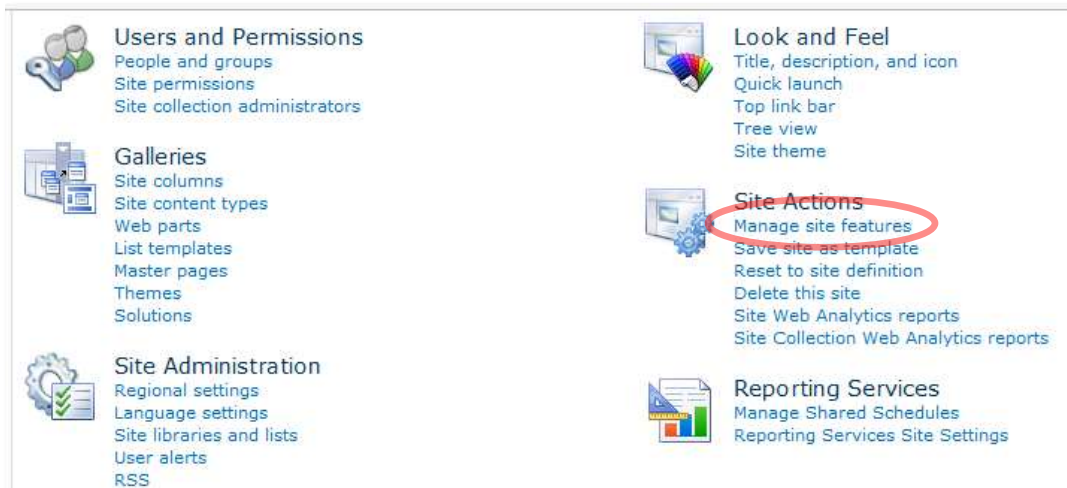 Users and Permissions
People and groups
Site permissions
Site collection administrators
Galleries
Site columns
Site content types
Web parts
List templates
Master pages
Themes
Solutions
Site Administration
Regional settings
Language settings
Site libraries and lists
User alerts
RSS
Look and Feel
Title, description, and icon
Quick launch
Top link bar
Tree view
Site theme
Site Actions
Manage site features
Save site as template
Reset to site definition
Delete this site
Site Web Analytics reports
Site Collection Web Analytics reports
Reporting Services
Manage Shared Schedules
Reporting Services Site Settings